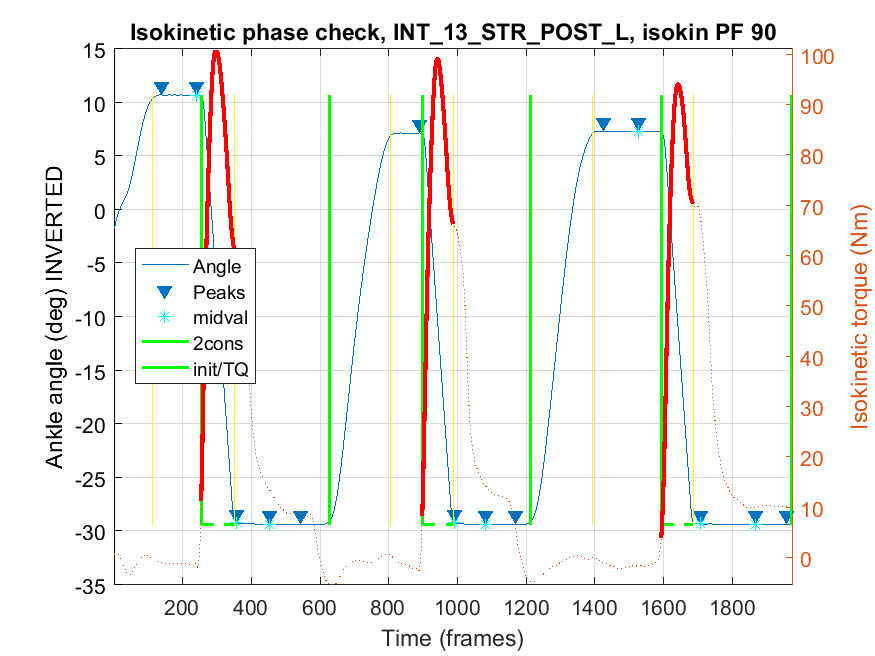 Isokinetic phase check, INT_13_STR_POST_L, isokin PF 90
Ankle angle (deg) INVERTED
15
10
5
0
-5
-10
-15
-20
-25
-30
-35
Angle
Peaks
midval
2cons
init/TQ
100
90
80
70
60
50
40
30
20
10
0
Isokinetic torque (Nm)
200 400 600 800 1000 1200 1400 1600 1800
Time (frames)